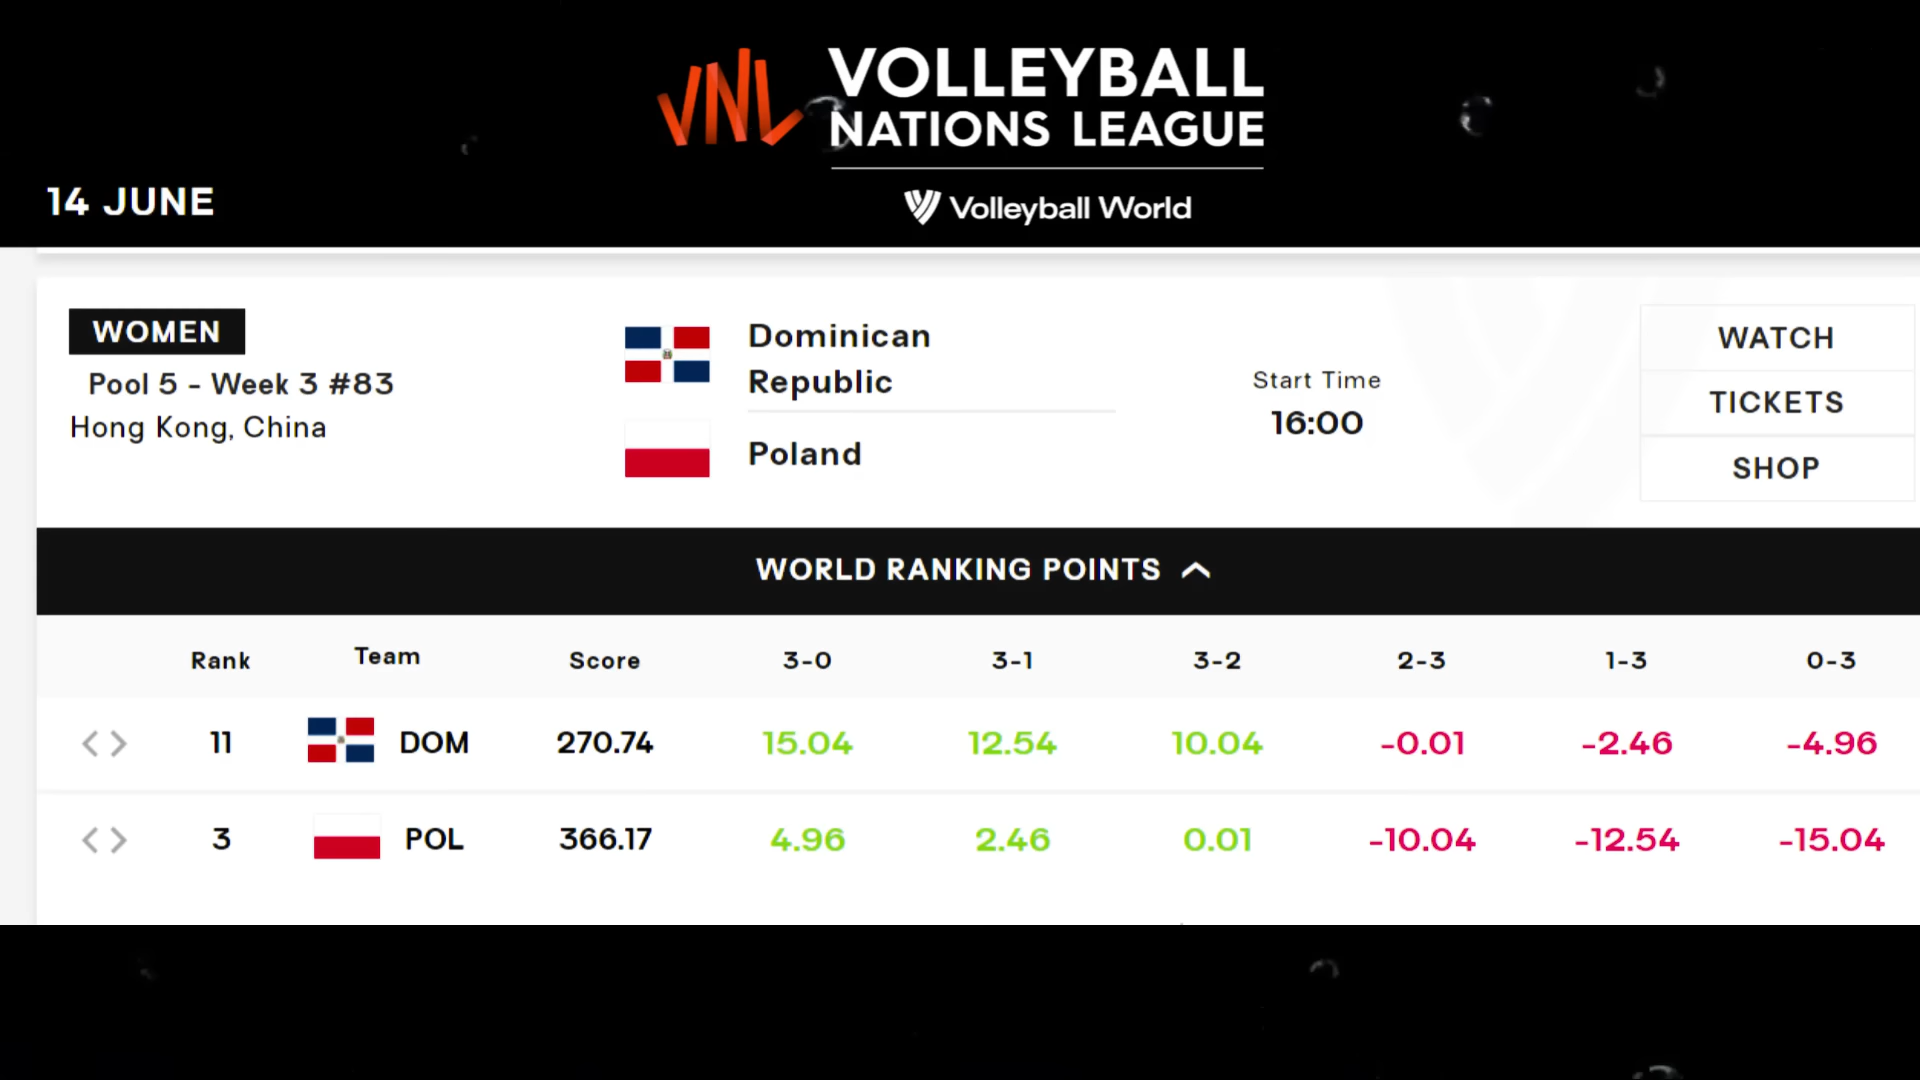 VNL VOLLEYBALL
NATIONS LEAGUE
14 JUNE
Volleyball World
WOMEN
Pool 5 - Week 3 #83
Hong Kong, China
Dominican
Republic
Poland
Start Time
16:00
WATCH
TICKETS
SHOP
WORLD RANKING POINTS
Rank Team Score 3-0 3-1 3-2 2-3 1-3 0-3
11 DOM 270.74 15.04 12.54 10.04 -0.01 -2.46 -4.96
3 POL 366.17 4.96 2.46 0.01 -10.04 -12.54 -15.04